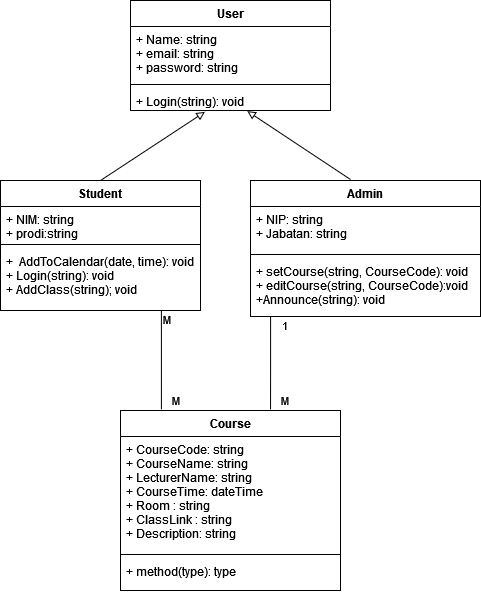 User
+ Name: string
+ email: string
+ password: string
+ Login(string): void
Student
+ NIM: string
+ prodi:string
+ AddToCalendar(date, time): void
+ Login(string): void
+ AddClass(string); void
Admin
+ NIP: string
+ Jabatan: string
+ setCourse(string, CourseCode): void
+ editCourse(string, CourseCode):void
+Announce(string): void
M
1
M
M
Course
+ CourseCode: string
+ CourseName: string
+ LecturerName: string
+ CourseTime: dateTime
+ Room : string
+ ClassLink : string
+ Description: string
+ method(type): type